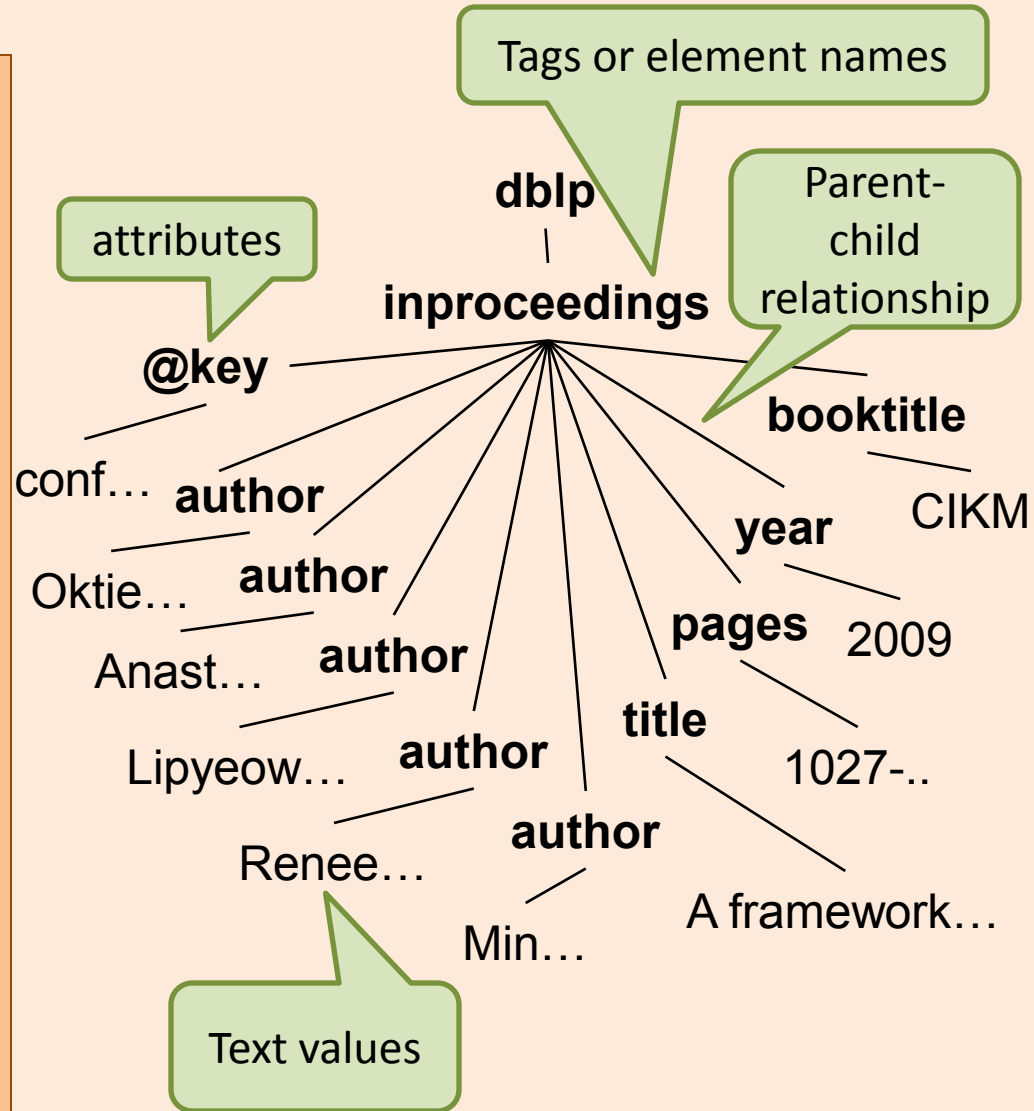 Tags or element names
dblp
Parent-
child
relationship
attributes
inproceedings
@key
booktitle
conf…
author
CIKM
year
Oktie…
author
pages
2009
Anast…
author
title
Lipyeow…
author
1027-..
author
Renee…
A framework…
Min…
Text values